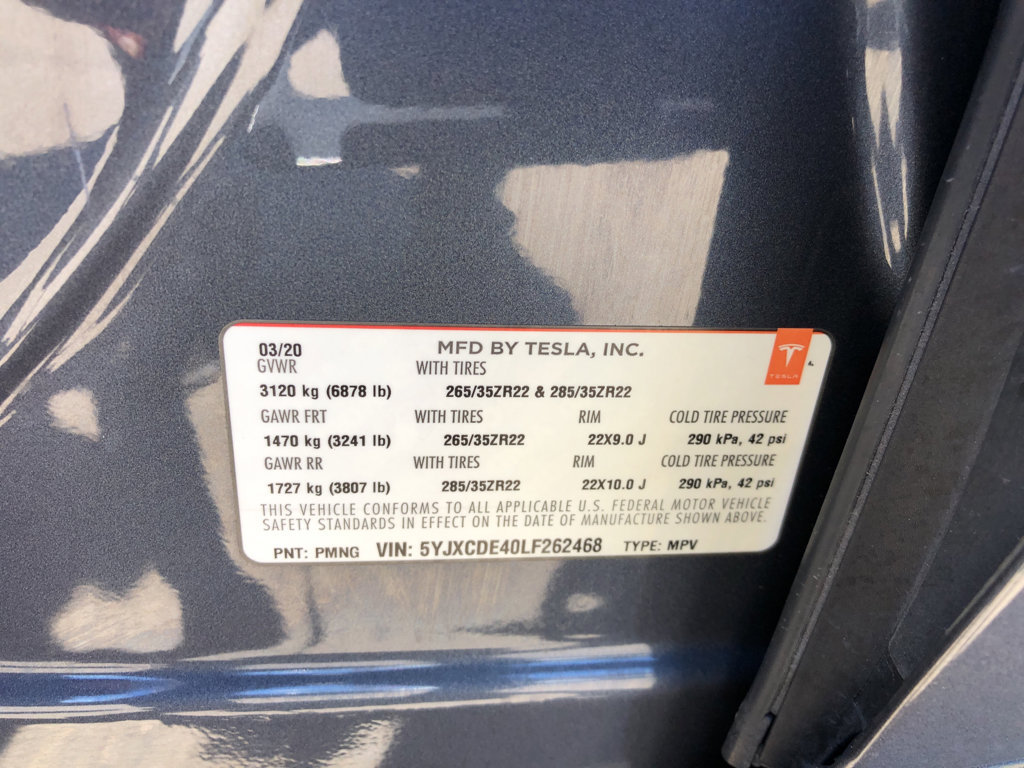 03/20 MFD BY TESLA, INC.
GVWR WITH TIRES
3120 kg (6878 lb) 265/35ZR22 & 285/35ZR22
GAWR FRT WITH TIRES RIM COLD TIRE PRESSURE
1470 kg (3241 lb) 265/35ZR22 22X9.0 J 290 kPa, 42 psi
GAWR RR WITH TIRES RIM COLD TIRE PRESSURE
1727 kg (3807 lb) 285/35ZR22 22X10.0 J 290 kPa, 42 psi
THIS VEHICLE CONFORMS TO ALL APPLICABLE U.S. FEDERAL MOTOR VEHICLE
SAFETY STANDARDS IN EFFECT ON THE DATE OF MANUFACTURE SHOWN ABOVE.
PNT: PMNG VIN: 5YJXCDE40LF262468 TYPE: MPV
TESLA